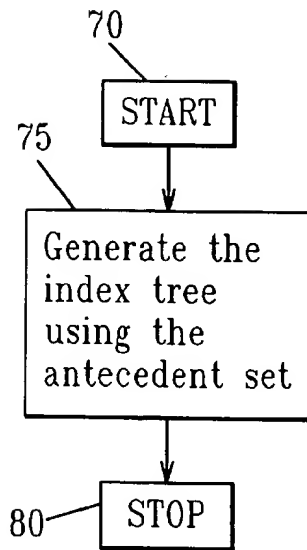 70
START
75
Generate the
index tree
using the
antecedent set
80
STOP